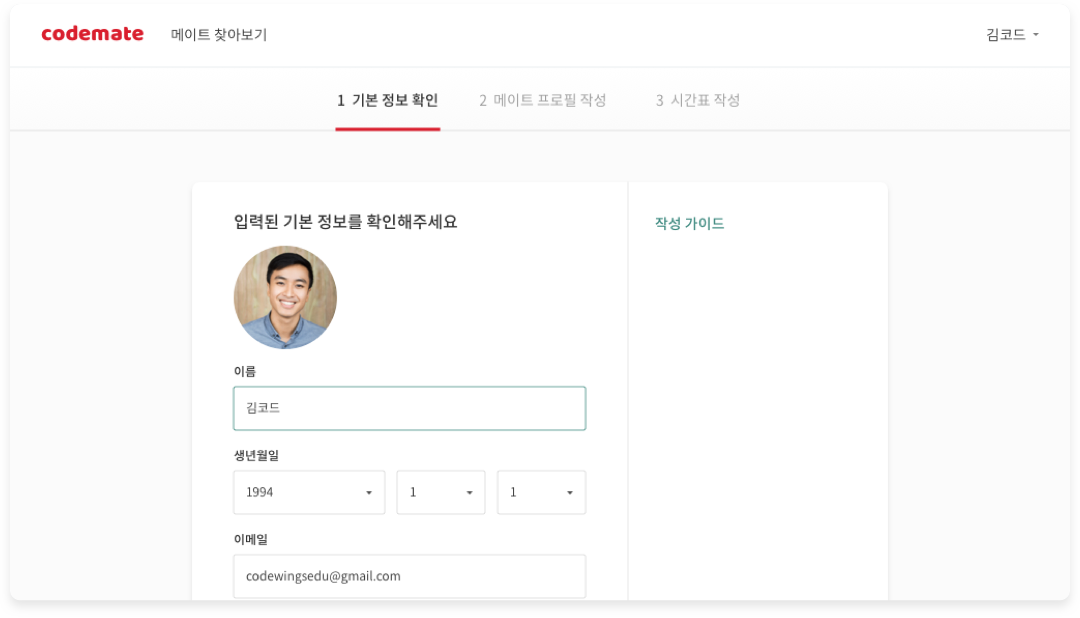 codemate 메이트 찾아보기 김코드
1 기본 정보 확인 2 메이트 프로필 작성 3 시간표 작성
입력된 기본 정보를 확인해주세요
작성 가이드
이름
김코드
생년월일
1994 1 1
이메일
codewingsedu@gmail.com